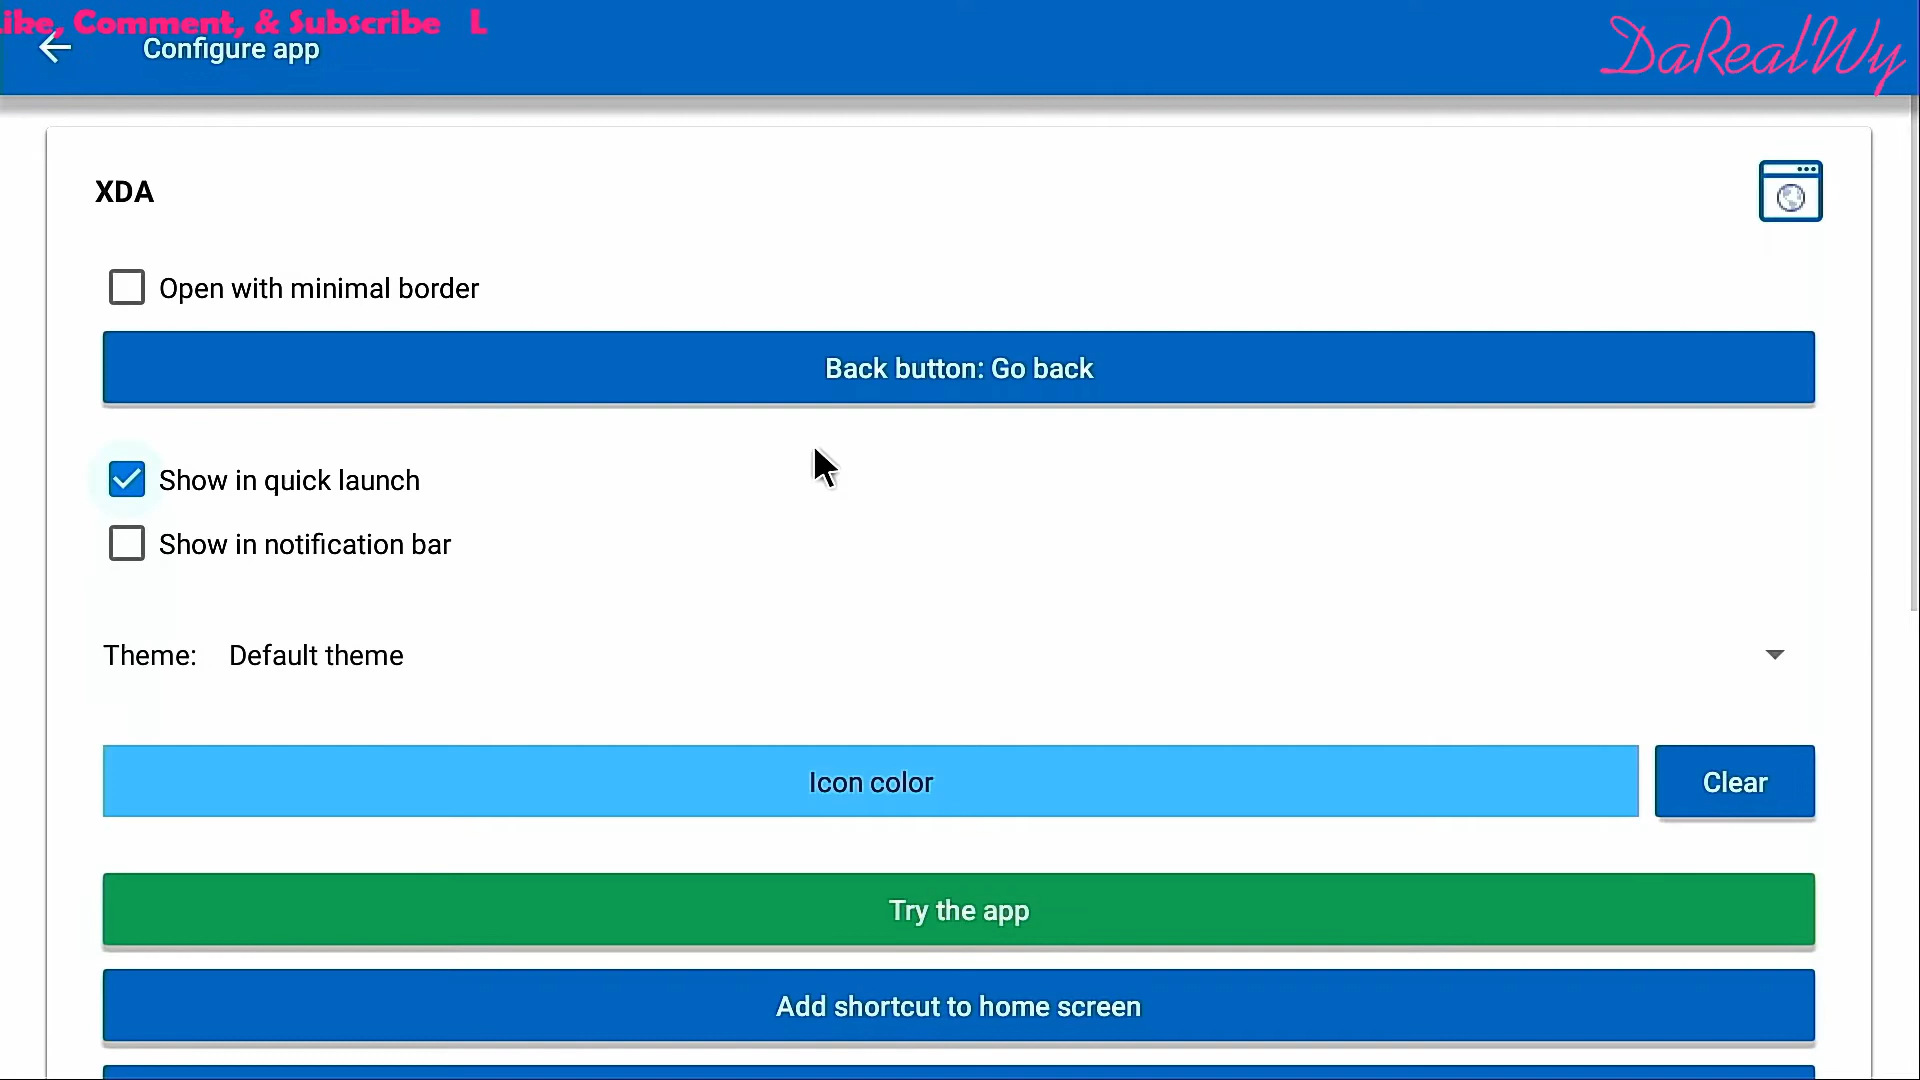 ike, Comment, & Subscribe L
Configure app
DaRealWy
XDA
Open with minimal border
Back button: Go back
Show in quick launch
Show in notification bar
Theme: Default theme
Icon color
Clear
Try the app
Add shortcut to home screen